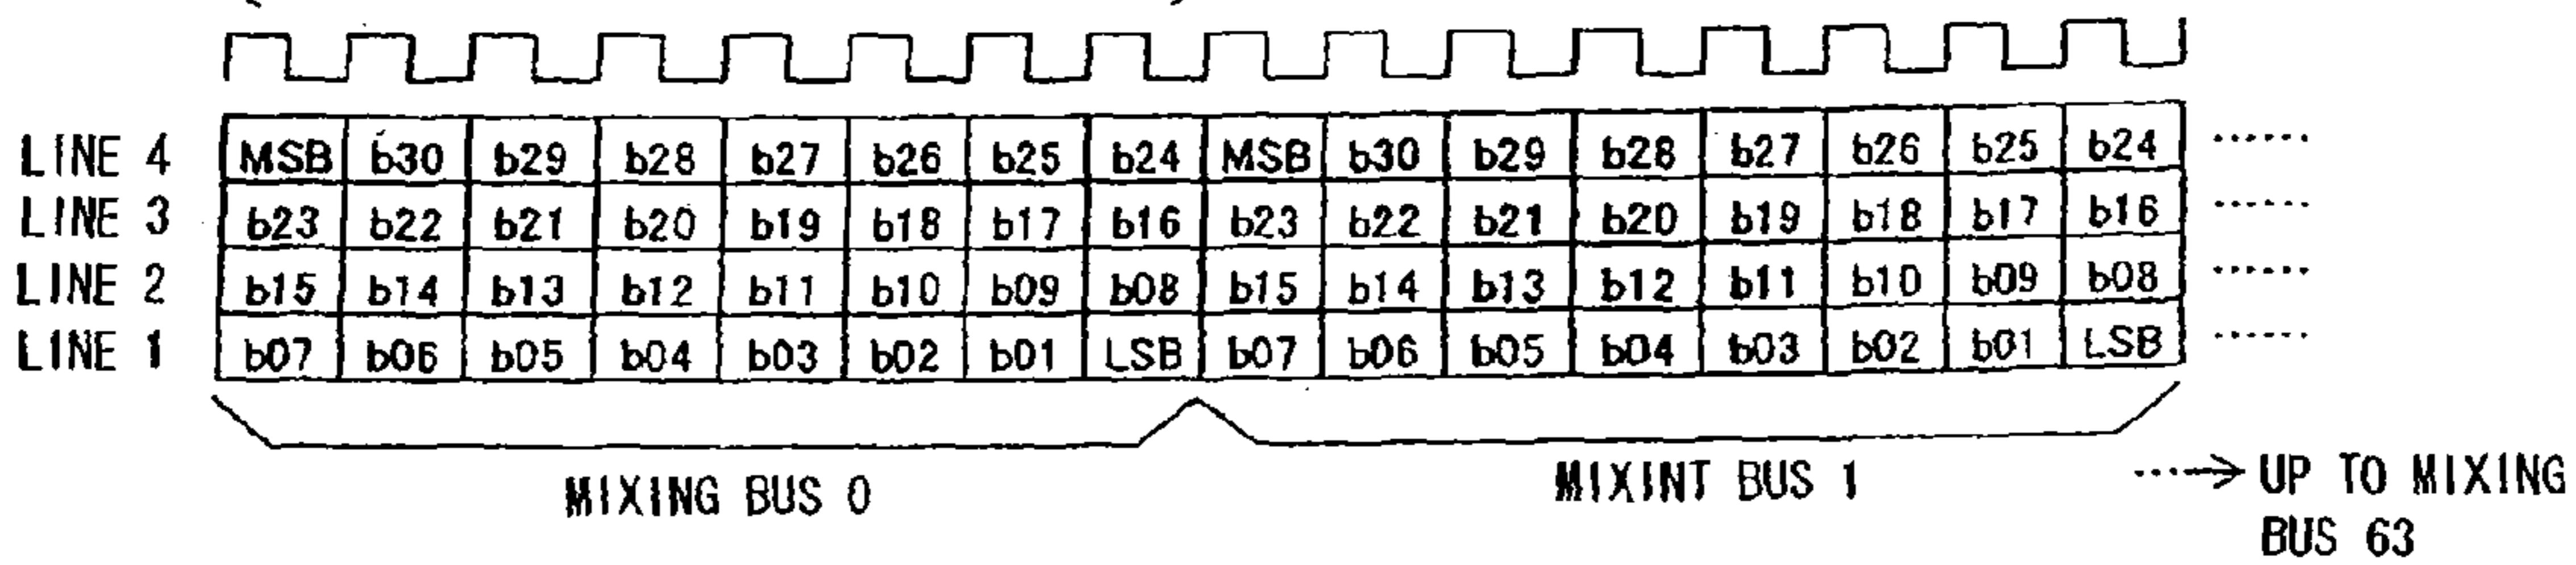 LINE 4 MSB b30 b29 b28 b27 b26 b25 b24 MSB b30 b29 b28 b27 b26 b25 b24 ......
LINE 3 b23 b22 b21 b20 b19 b18 b17 b16 b23 b22 b21 b20 b19 b18 b17 b16 ......
LINE 2 b15 b14 b13 b12 b11 b10 b09 b08 b15 b14 b13 b12 b11 b10 b09 b08 ......
LINE 1 b07 b06 b05 b04 b03 b02 b01 LSB b07 b06 b05 b04 b03 b02 b01 LSB ......
MIXING BUS 0 MIXINT BUS 1 ....→ UP TO MIXING
BUS 63